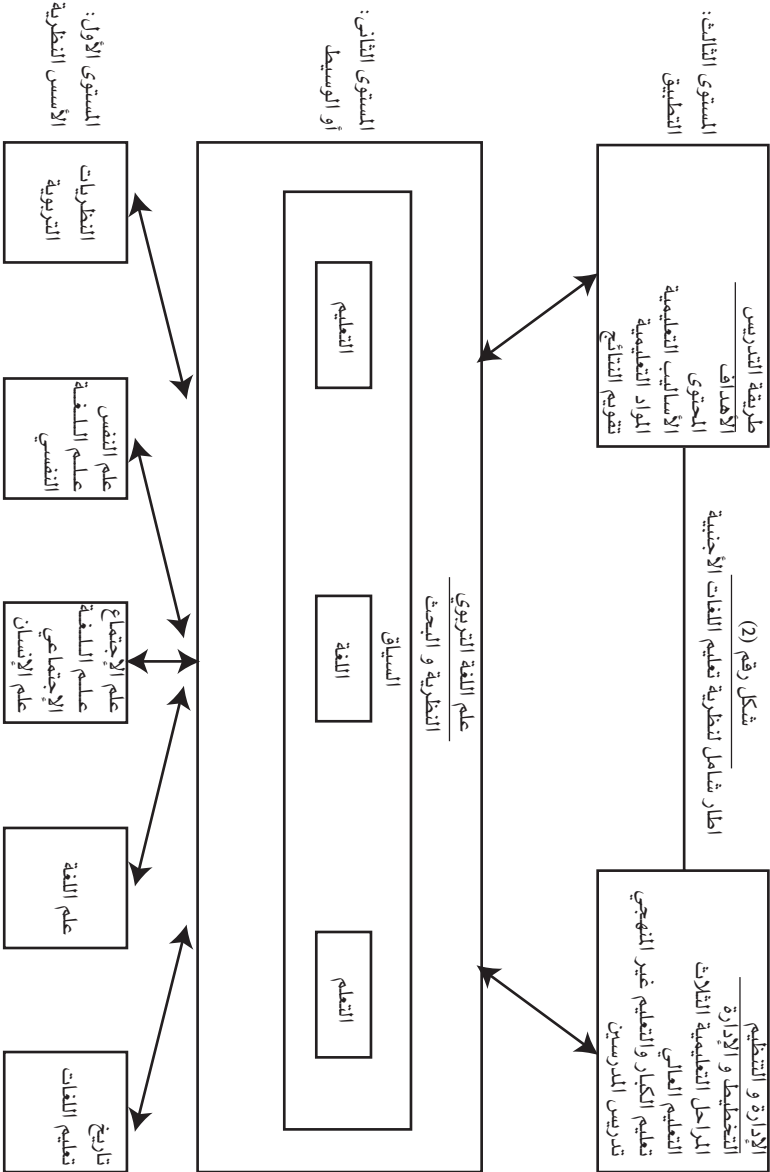 المستوى الثالث:
التطبيق
طريقة التدريس
الأهداف
المحتوى
الأساليب التعليمية
المواد التعليمية
تقويم النتائج
شكل رقم (2)
اطار شامل لنظرية تعليم اللغات الأجنبية
الإدارة و التنظيم
التخطيط و الإدارة
المراحل التعليمية الثلاث
التعليم العالي
تعليم الكبار والتعليم غير المنهجي
تدريس المدرسين
المستوى الثاني:
أو الوسيط
علم اللغة التربوي
النظرية و البحث
السياق
التعليم
اللغة
التعلم
المستوى الأول:
الأسس النظرية
النظريات
التربوية
علم النفس
علم اللغة
النفسي
علم الإجتماع
علم اللغة
الإجتماعي
علم الإنسان
علم اللغة
تاريخ
تعليم اللغات